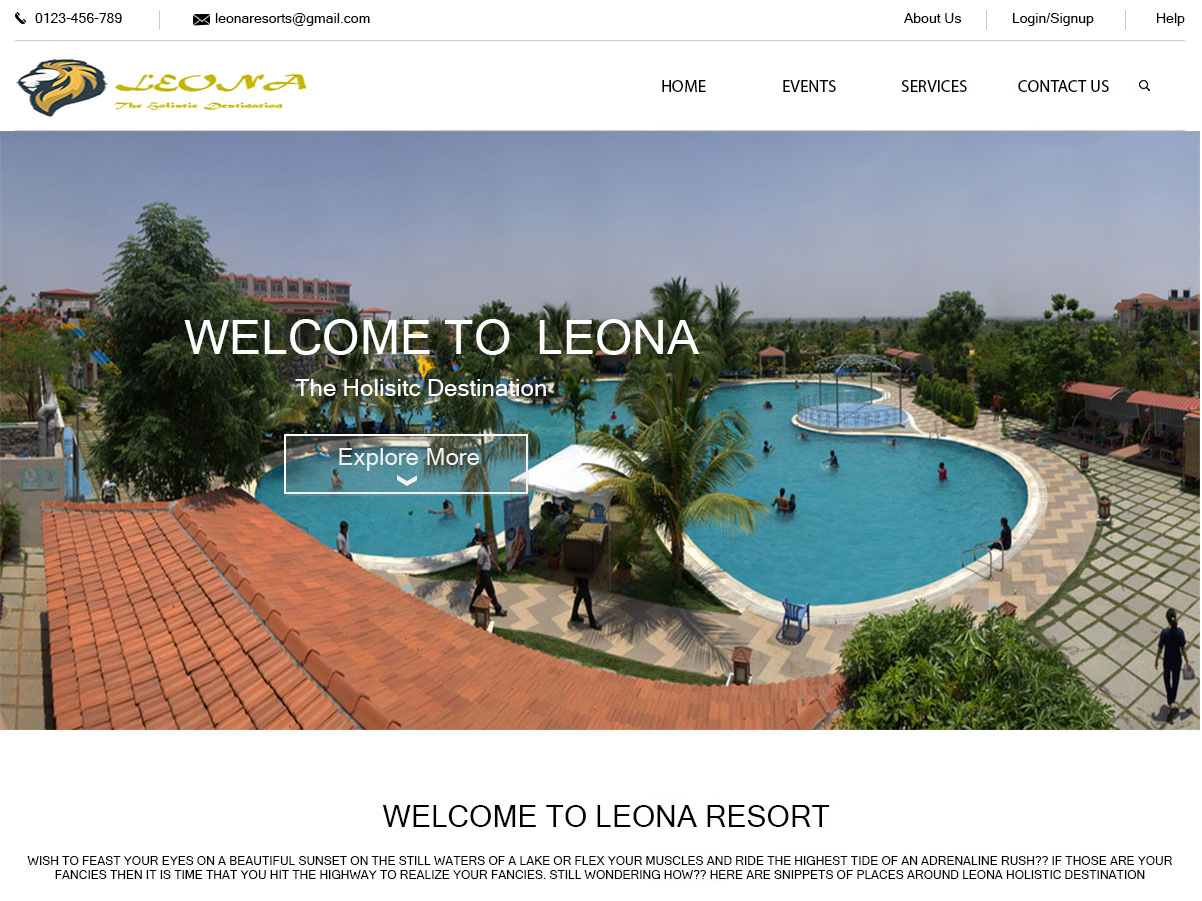 0123-456-789
leonaresorts@gmail.com
About Us
Login/Signup
Help
LEONA
The Holistic Destidation
HOME
EVENTS
SERVICES
CONTACT US
WELCOME TO LEONA
The Holisitc Destination
Explore More
WELCOME TO LEONA RESORT
WISH TO FEAST YOUR EYES ON A BEAUTIFUL SUNSET ON THE STILL WATERS OF A LAKE OR FLEX YOUR MUSCLES AND RIDE THE HIGHEST TIDE OF AN ADRENALINE RUSH?? IF THOSE ARE YOUR
FANCIES THEN IT IS TIME THAT YOU HIT THE HIGHWAY TO REALIZE YOUR FANCIES. STILL WONDERING HOW?? HERE ARE SNIPPETS OF PLACES AROUND LEONA HOLISTIC DESTINATION